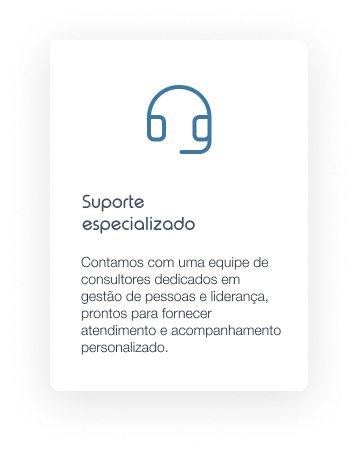 Suporte
especializado
Contamos com uma equipe de
consultores dedicados em
gestão de pessoas e liderança,
prontos para fornecer
atendimento e acompanhamento
personalizado.